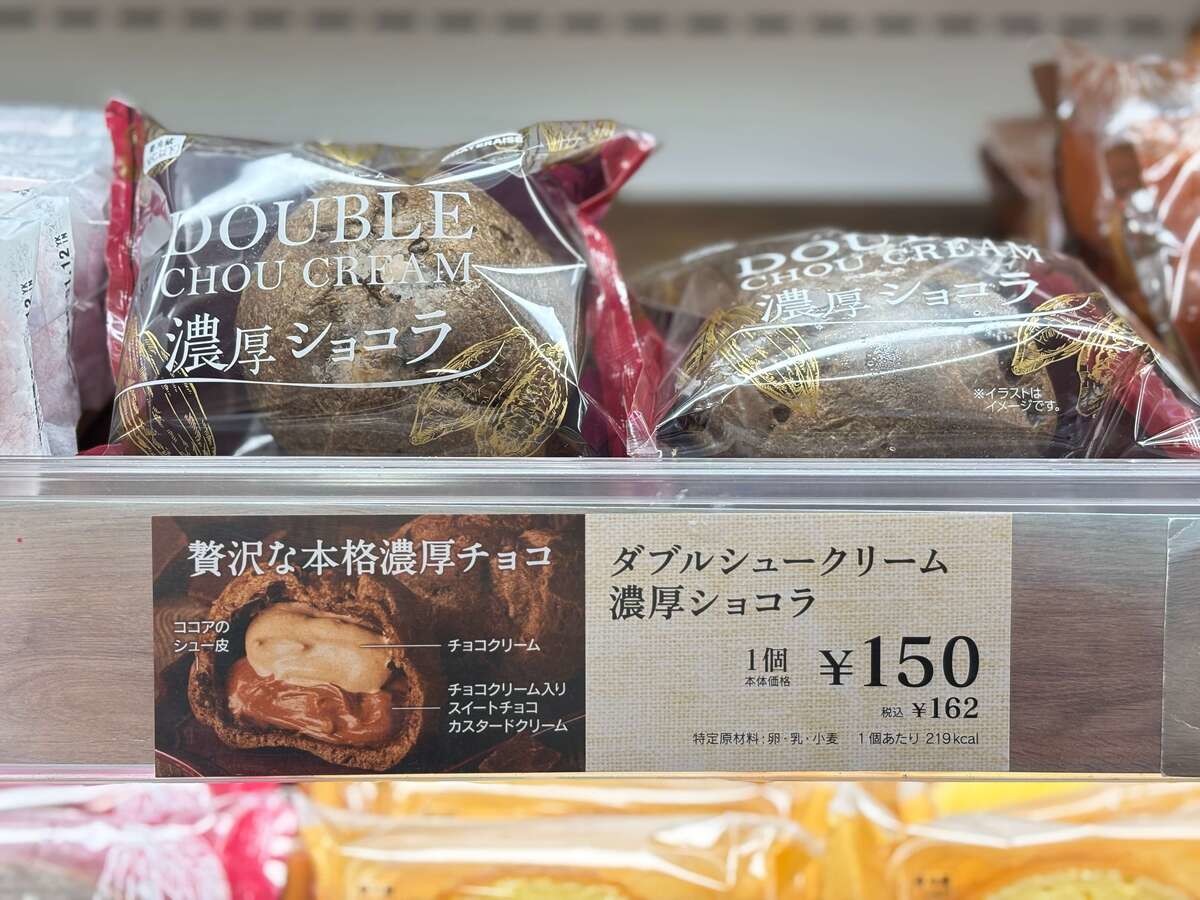 DOUBLE
CHOU CREAM
濃厚ショコラ
DOU
CHOU CREAM
濃厚ショコラ
※イラストは
イメージです。
贅沢な本格濃厚チョコ
ココアの
シュー皮
チョコクリーム
チョコクリーム入り
スイートチョコ
カスタードクリーム
ダブルシュークリーム
濃厚ショコラ
1個
本体価格
¥150
税込 ¥162
特定原材料:卵・乳・小麦 1個あたり 219kcal